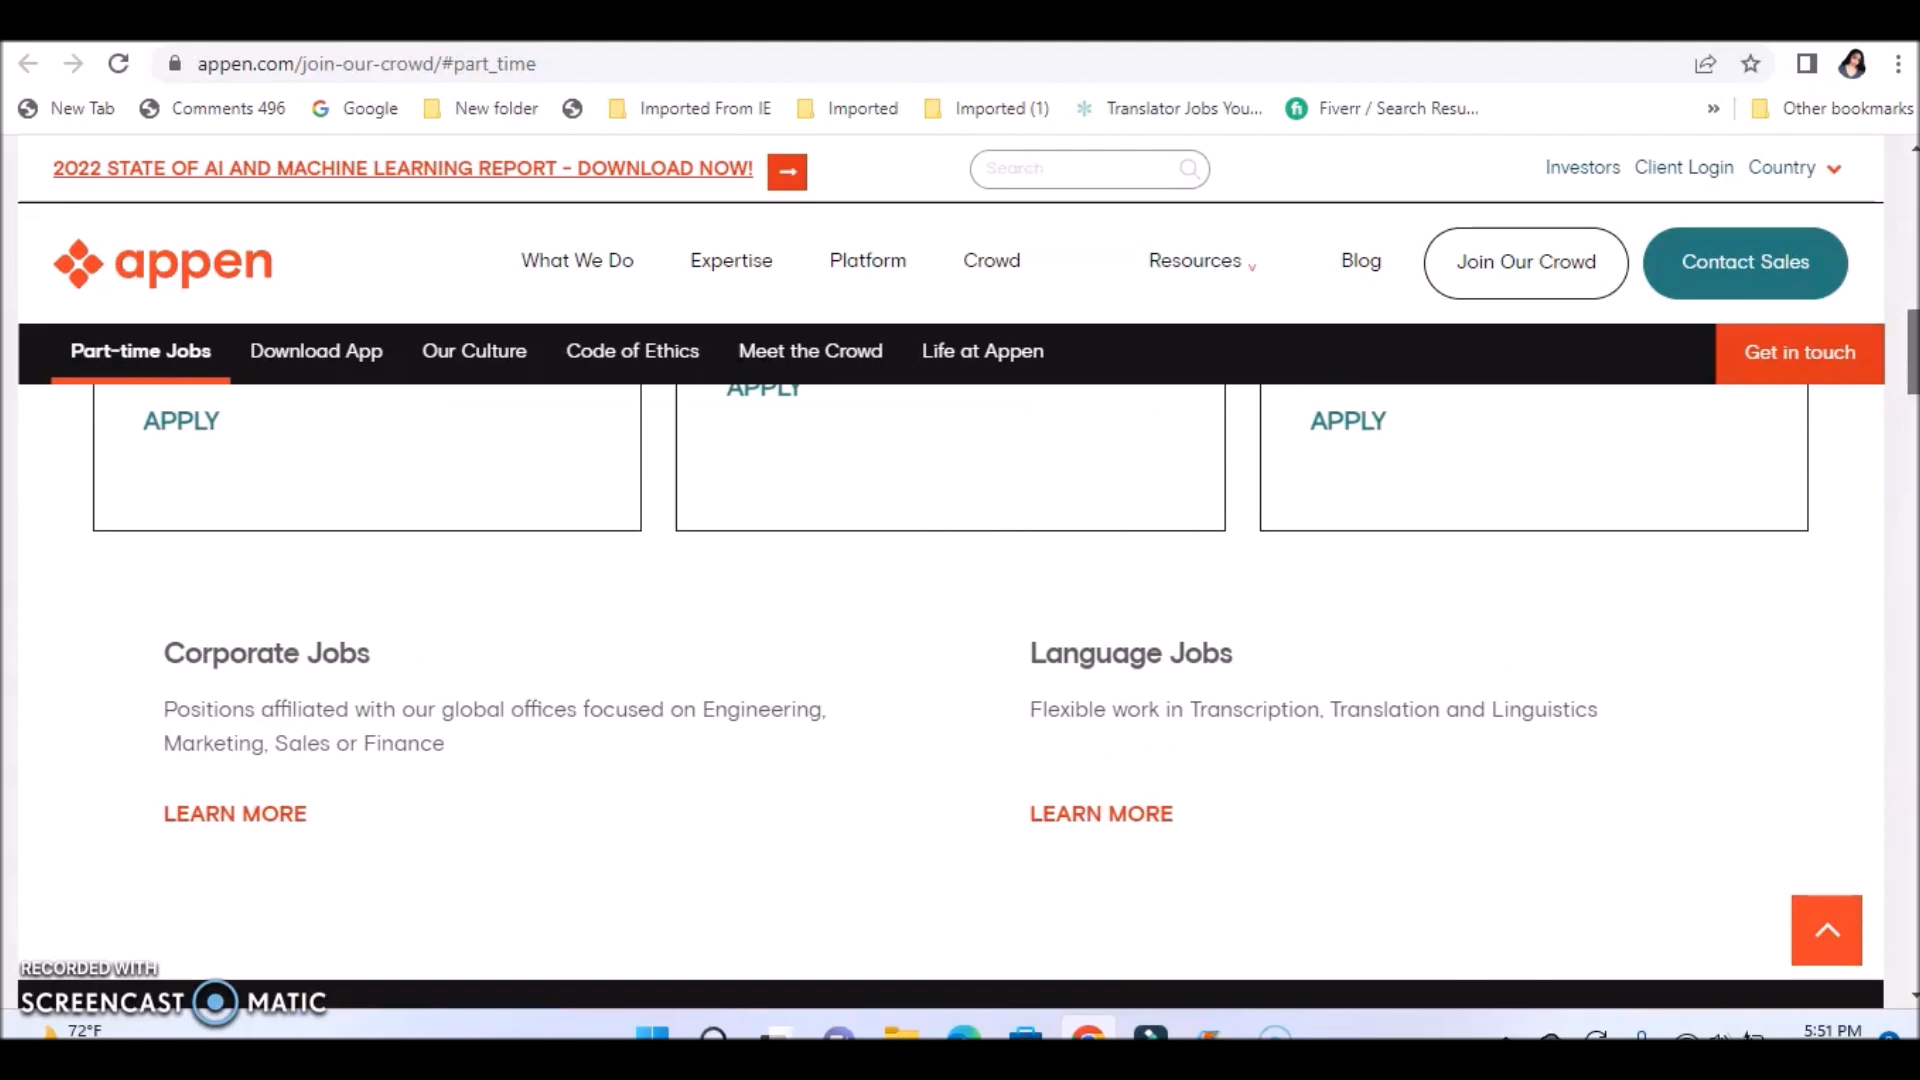 appen.com/join-our-crowd/#part_time
New Tab Comments 496 Google New folder Imported From IE Imported Imported (1) Translator Jobs You... Fiverr / Search Resu... » Other bookmarks
2022 STATE OF AI AND MACHINE LEARNING REPORT - DOWNLOAD NOW! → Search Investors Client Login Country
appen What We Do Expertise Platform Crowd Resources Blog Join Our Crowd Contact Sales
Part-time Jobs Download App Our Culture Code of Ethics Meet the Crowd Life at Appen Get in touch
APPLY
APPLY APPLY
Corporate Jobs Language Jobs
Positions affiliated with our global offices focused on Engineering, Flexible work in Transcription, Translation and Linguistics
Marketing, Sales or Finance
LEARN MORE LEARN MORE
RECORDED WITH
SCREENCAST MATIC
72°F 5:51 PM